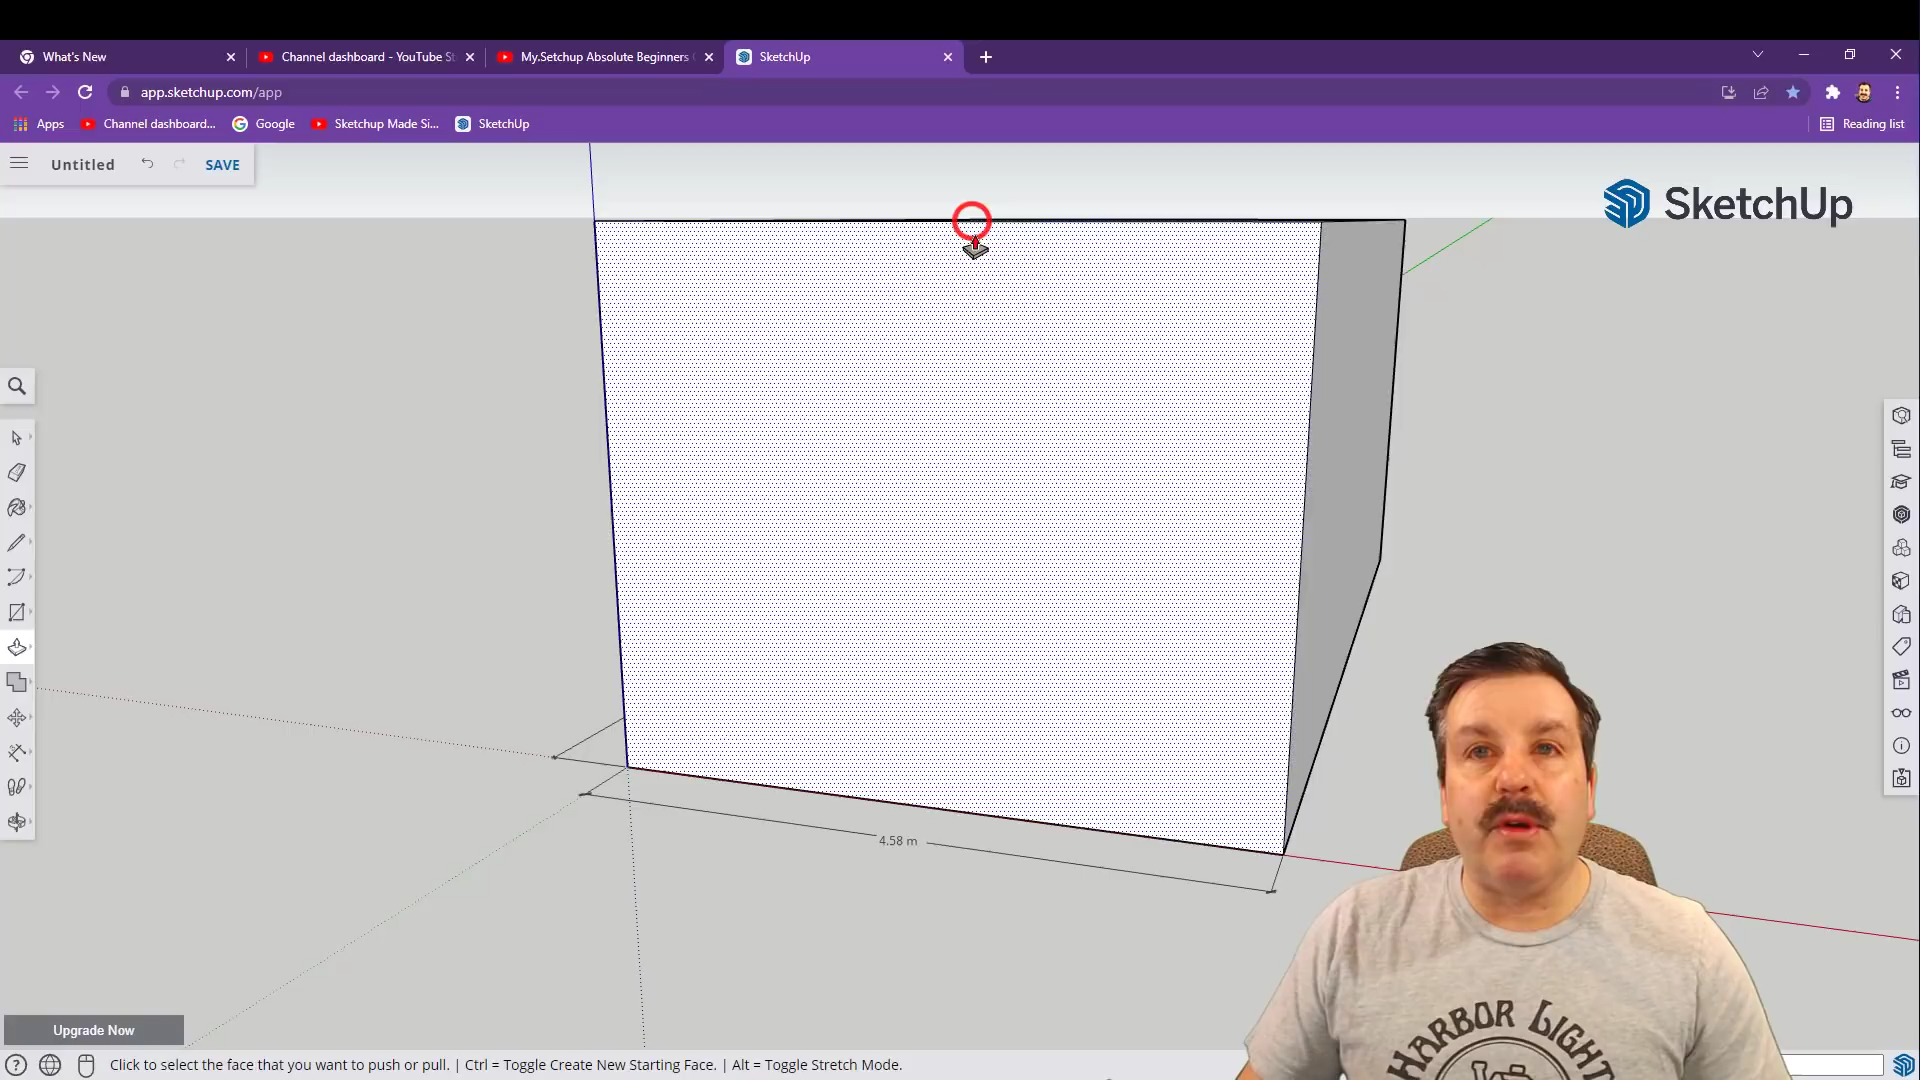 What's New
Channel dashboard - YouTube St
My.Setchup Absolute Beginners
SketchUp
app.sketchup.com/app
Apps
Channel dashboard...
Google
Sketchup Made Si...
SketchUp
Reading list
Untitled
SAVE
SketchUp
4.58 m
Upgrade Now
Click to select the face that you want to push or pull. | Ctrl = Toggle Create New Starting Face. | Alt = Toggle Stretch Mode.
HARBOR LIGHT